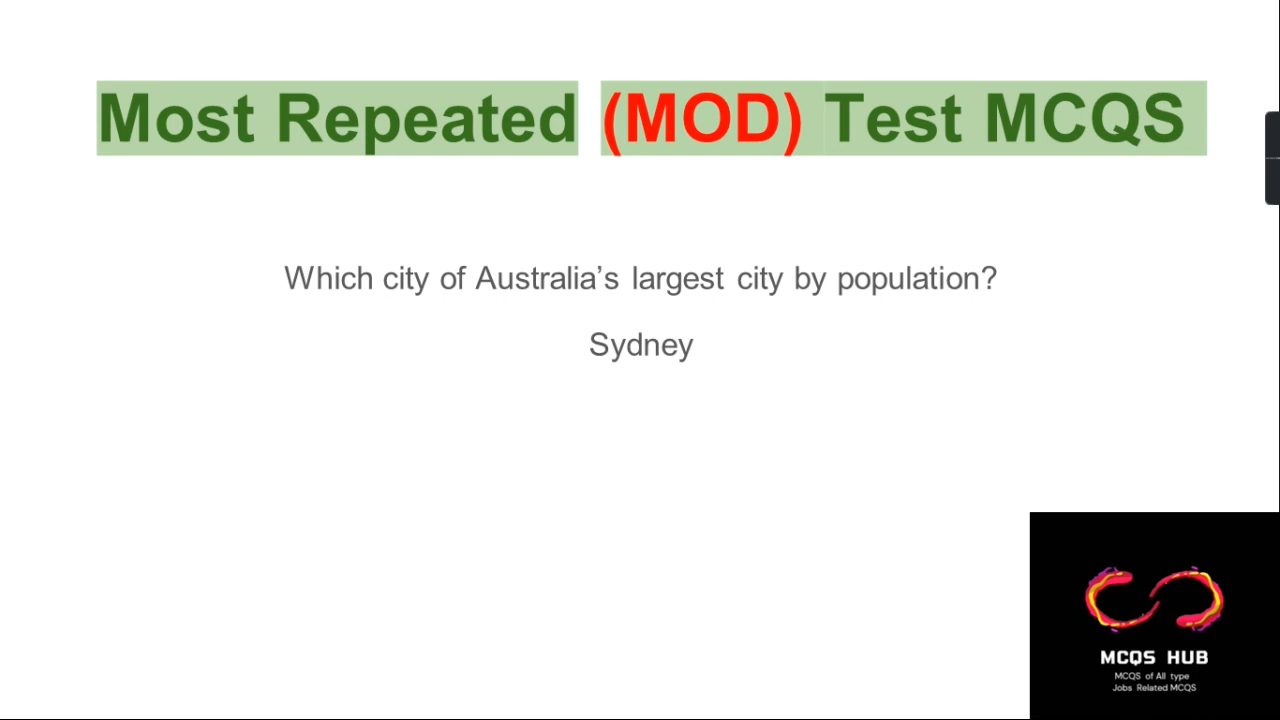 Most Repeated (MOD) Test MCQS
Which city of Australia’s largest city by population?
Sydney
MCQS HUB
MCQS of All type
Jobs Related MCQS